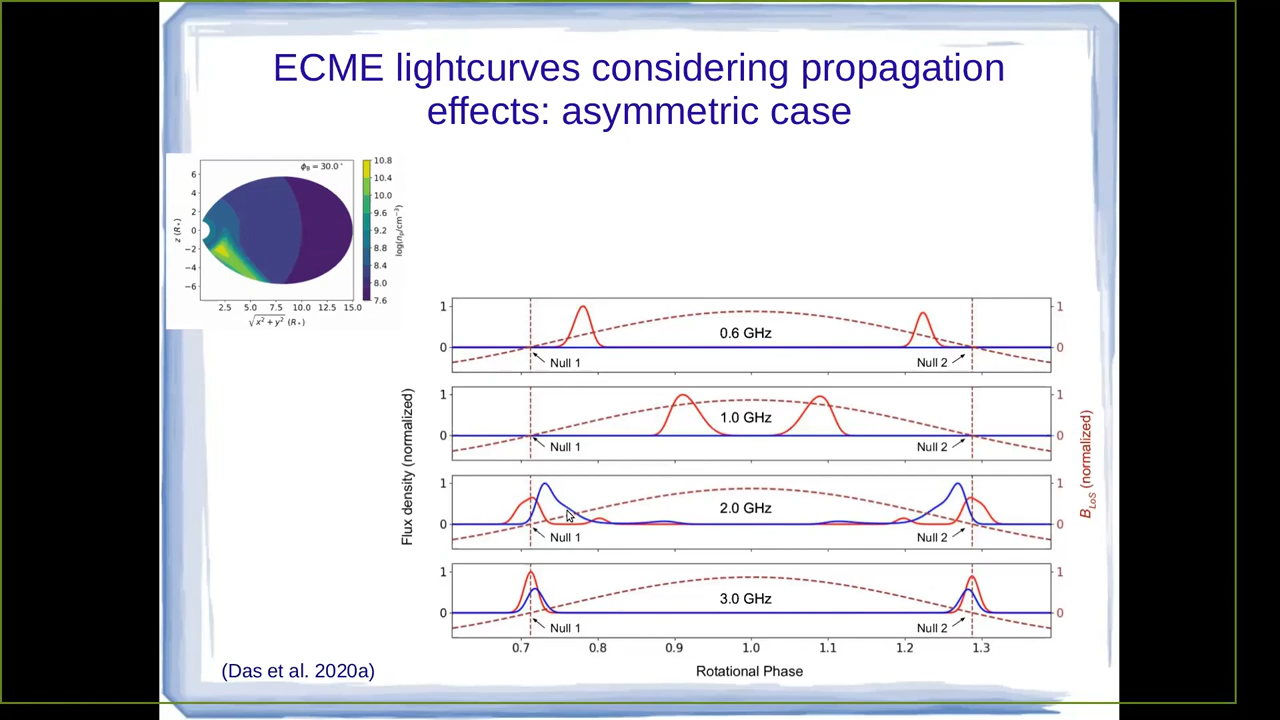 ECME lightcurves considering propagation
effects: asymmetric case
ϕ_B = 30.0°
6
4
2
0
−2
−4
−6
z (R*)
2.5 5.0 7.5 10.0 12.5 15.0
√x² + y² (R*)
10.8
10.4
10.0
9.6
9.2
8.8
8.4
8.0
7.6
log(n_p/cm⁻³)
Flux density (normalized)
1 1
0.6 GHz
0 0
Null 1 Null 2
1 1
1.0 GHz
0 0
Null 1 Null 2
1 1
2.0 GHz
0 0
Null 1 Null 2
1 1
3.0 GHz
0 0
Null 1 Null 2
B_LoS (normalized)
0.7 0.8 0.9 1.0 1.1 1.2 1.3
Rotational Phase
(Das et al. 2020a)